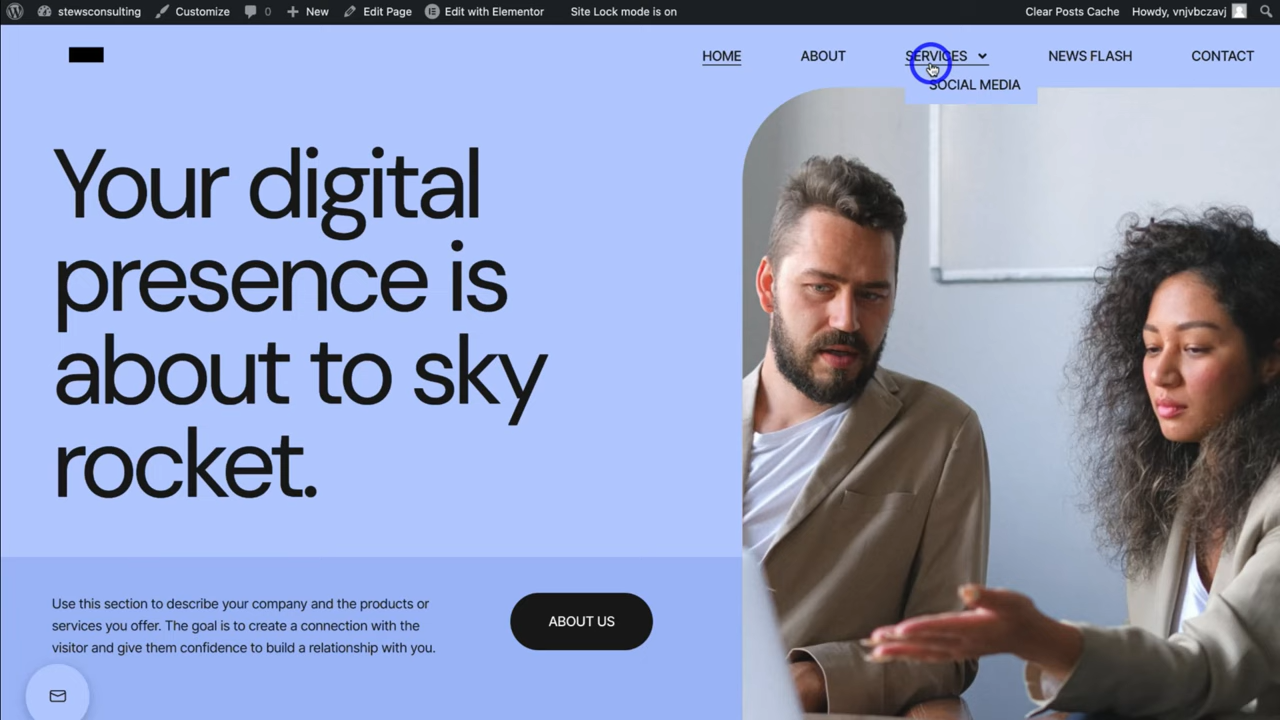 stewsconsulting Customize 0 New Edit Page Edit with Elementor Site Lock mode is on Clear Posts Cache Howdy, vnjvbczavj
HOME ABOUT SERVICES NEWS FLASH CONTACT
SOCIAL MEDIA
Your digital
presence is
about to sky
rocket.
Use this section to describe your company and the products or
services you offer. The goal is to create a connection with the
visitor and give them confidence to build a relationship with you.
ABOUT US